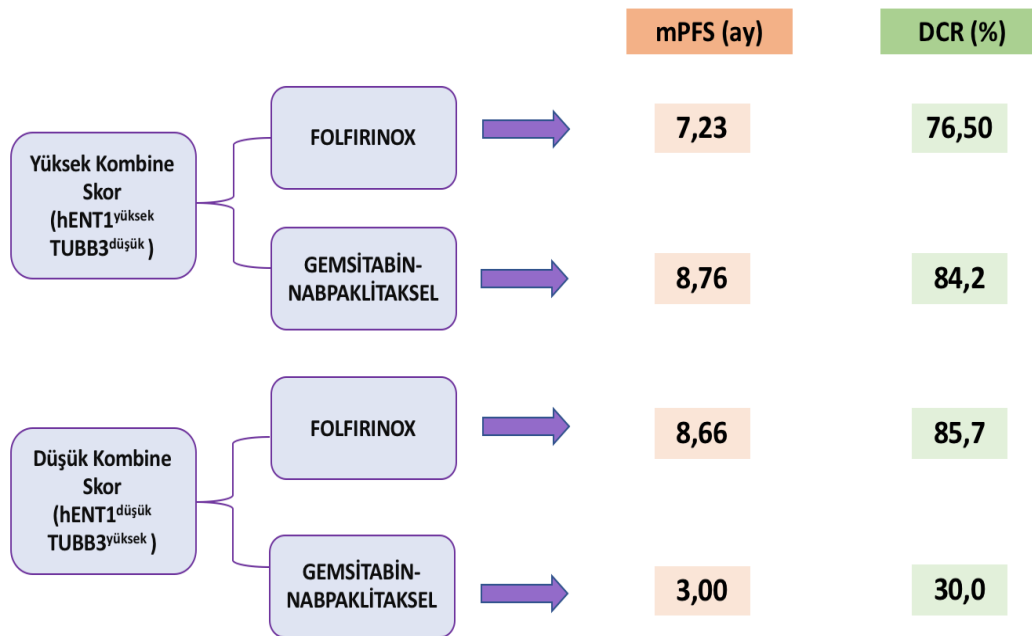 mPFS (ay)
DCR (%)
Yüksek Kombine
Skor
(hENT1yüksek
TUBB3düşük )
FOLFIRINOX
7,23
76,50
GEMSİTABİN-
NABPAKLİTAKSEL
8,76
84,2
Düşük Kombine
Skor
(hENT1düşük
TUBB3yüksek )
FOLFIRINOX
8,66
85,7
GEMSİTABİN-
NABPAKLİTAKSEL
3,00
30,0